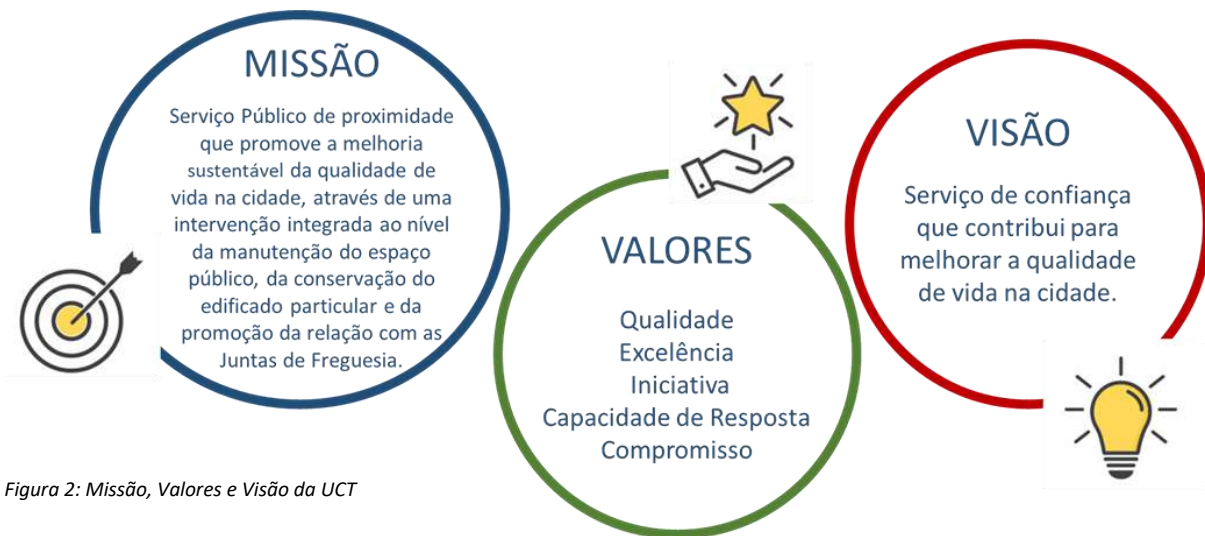 MISSÃO
Serviço Público de proximidade
que promove a melhoria
sustentável da qualidade de
vida na cidade, através de uma
intervenção integrada ao nível
da manutenção do espaço
público, da conservação do
edificado particular e da
promoção da relação com as
Juntas de Freguesia.
VALORES
Qualidade
Excelência
Iniciativa
Capacidade de Resposta
Compromisso
VISÃO
Serviço de confiança
que contribui para
melhorar a qualidade
de vida na cidade.
Figura 2: Missão, Valores e Visão da UCT